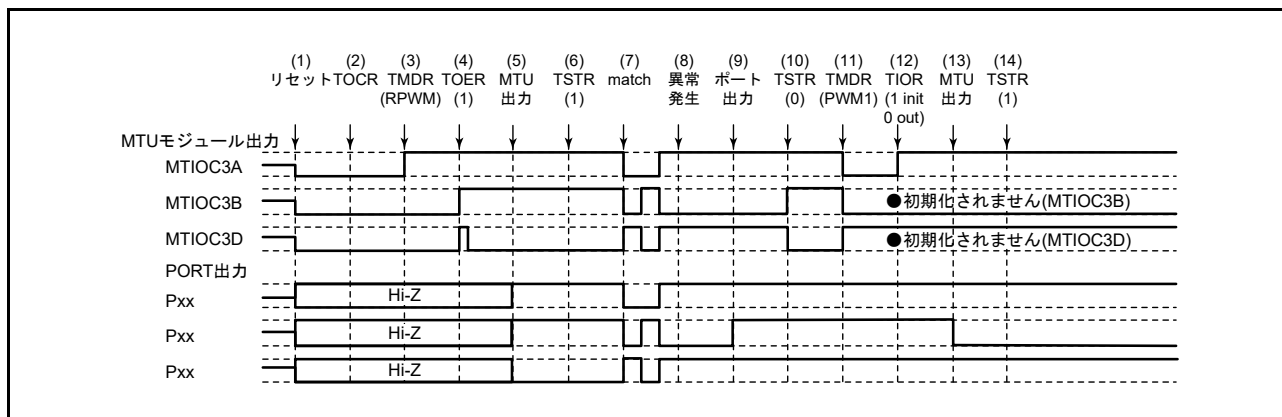 (1) (2) (3) (4) (5) (6) (7) (8) (9) (10) (11) (12) (13) (14)
リセット TOCR TMDR TOER MTU TSTR match 異常 ポート TSTR TMDR TIOR MTU TSTR
(RPWM) (1) 出力 (1) 発生 出力 (0) (PWM1) (1 init 出力 (1)
0 out)
MTUモジュール出力
MTIOC3A
MTIOC3B ●初期化されません(MTIOC3B)
MTIOC3D ●初期化されません(MTIOC3D)
PORT出力
Pxx Hi-Z
Pxx Hi-Z
Pxx Hi-Z